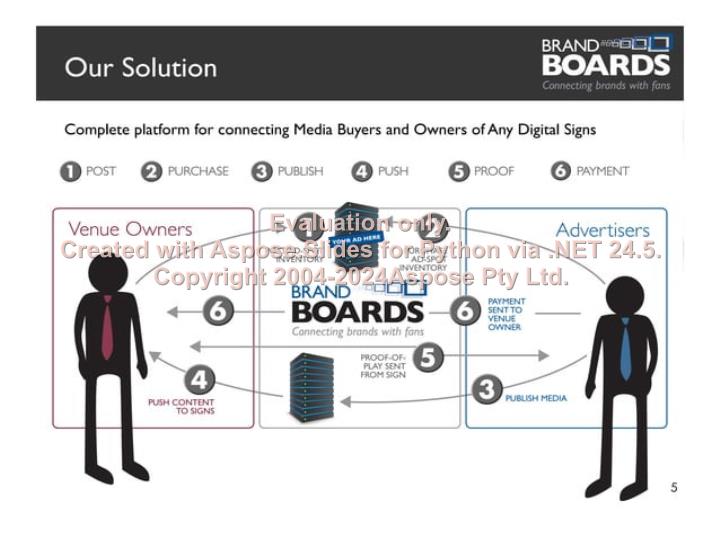 Our Solution
BRAND
BOARDS
Connecting brands with fans
Complete platform for connecting Media Buyers and Owners of Any Digital Signs
1 POST 2 PURCHASE 3 PUBLISH 4 PUSH 5 PROOF 6 PAYMENT
Venue Owners
Advertisers
1
2
YOUR AD HERE
INVENTORY
AD-SPOT
INVENTORY
Evaluation only.
Created with Aspose.Slides for Python via .NET 24.5.
Copyright 2004-2024Aspose Pty Ltd.
BRAND
BOARDS
Connecting brands with fans
6
6
PAYMENT
SENT TO
VENUE
OWNER
PROOF-OF-
PLAY SENT
FROM SIGN
5
4
PUSH CONTENT
TO SIGNS
3
PUBLISH MEDIA
5